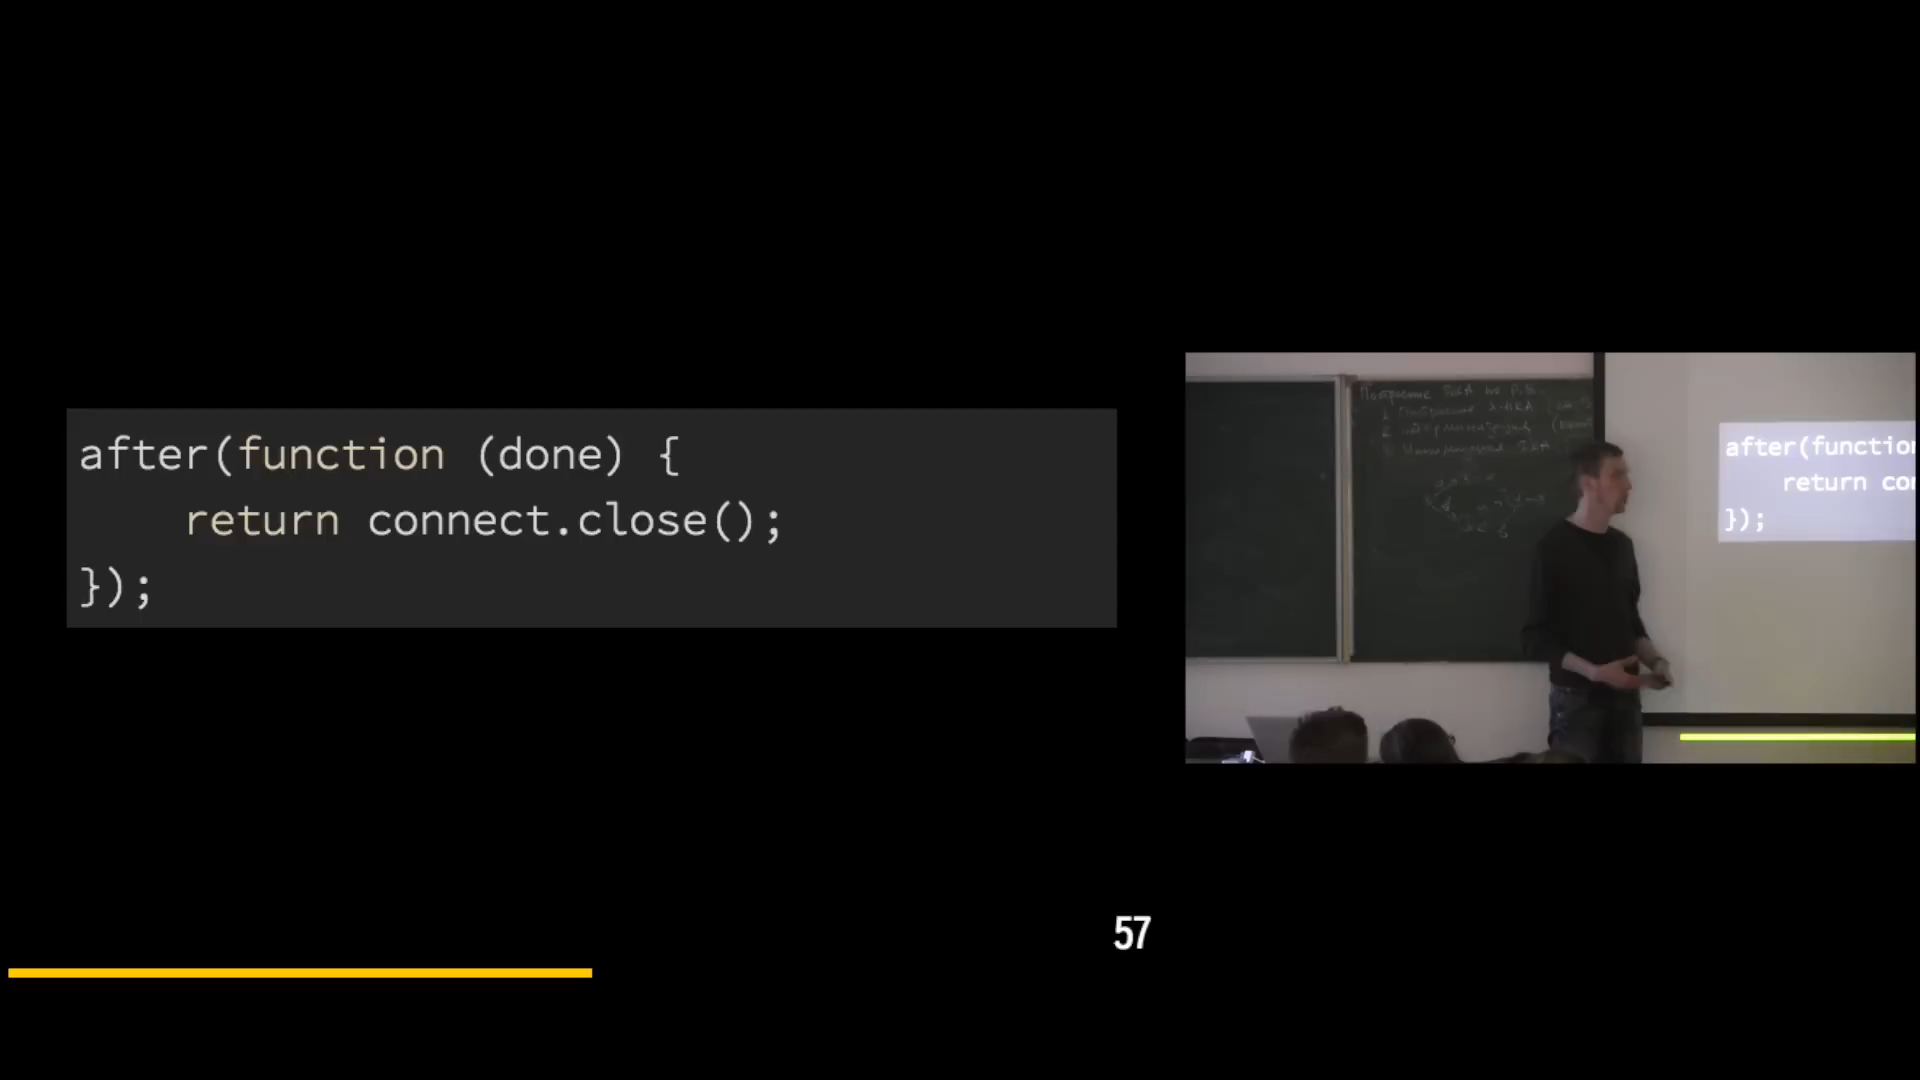 after(function (done) {
    return connect.close();
});
after(functio
return co
});
57